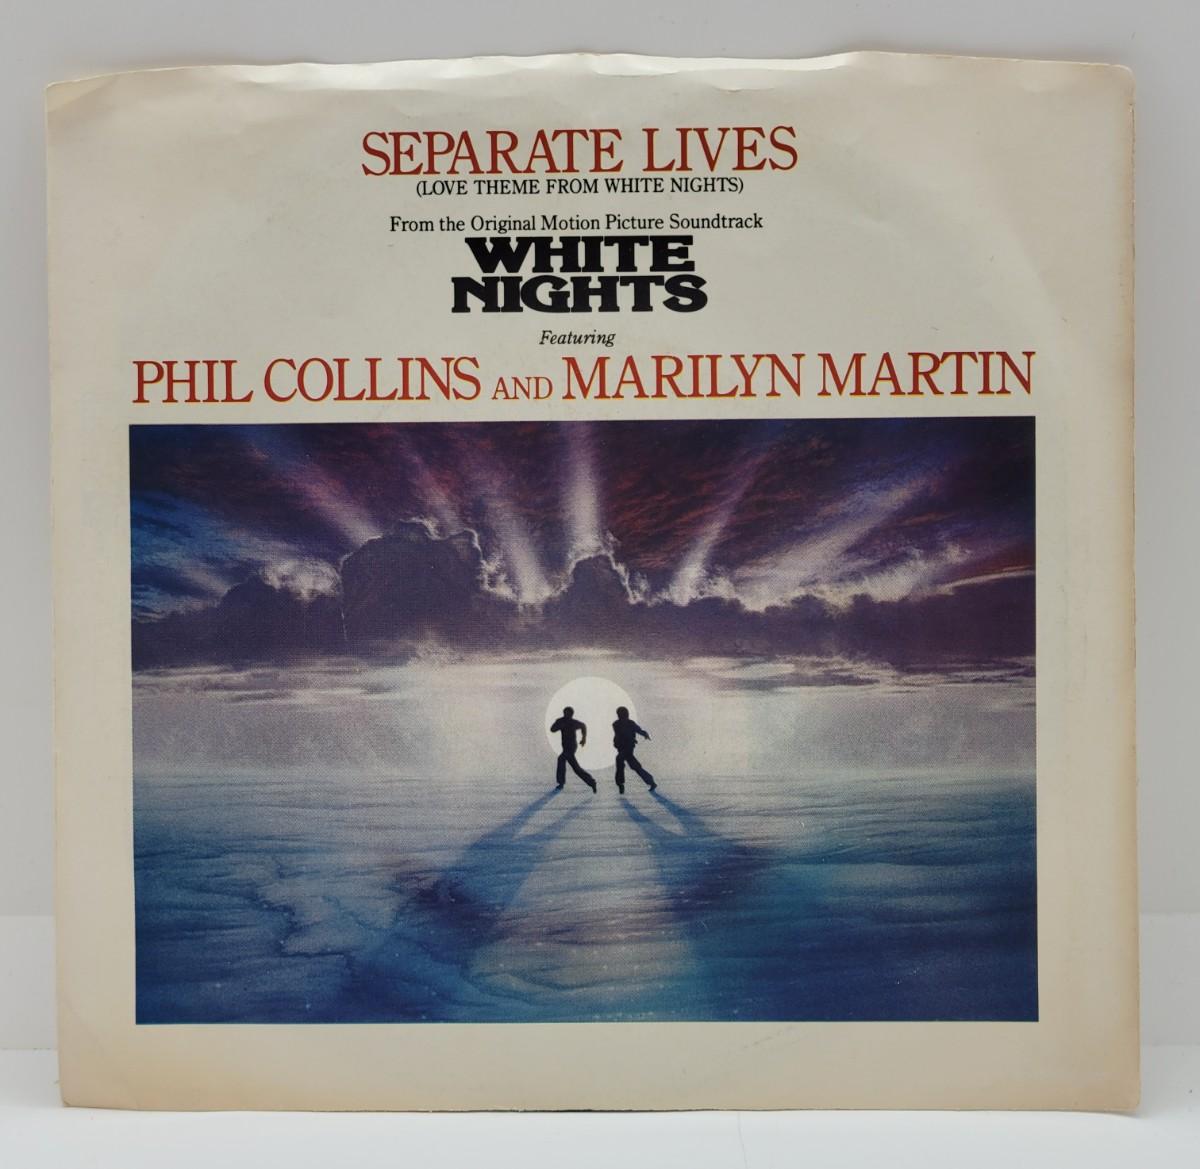 SEPARATE LIVES
(LOVE THEME FROM WHITE NIGHTS)
From the Original Motion Picture Soundtrack
WHITE
NIGHTS
Featuring
PHIL COLLINS AND MARILYN MARTIN